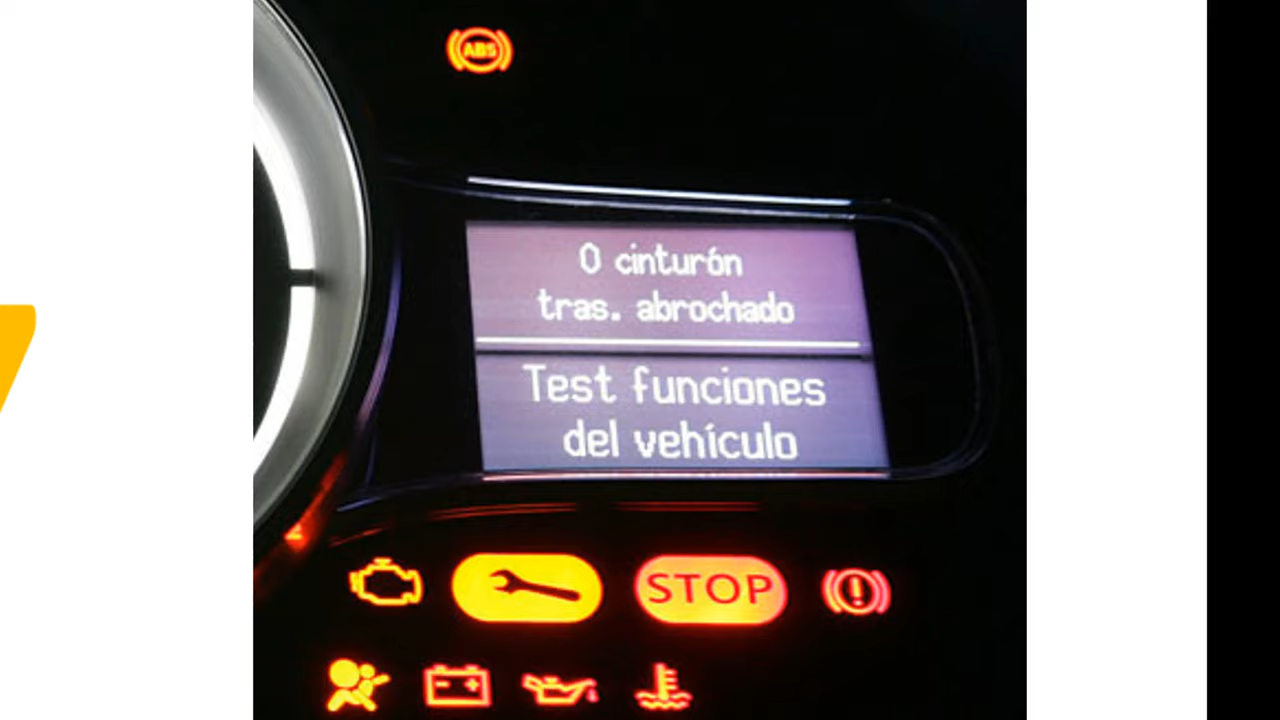 ABS
0 cinturón
tras. abrochado
Test funciones
del vehículo
STOP